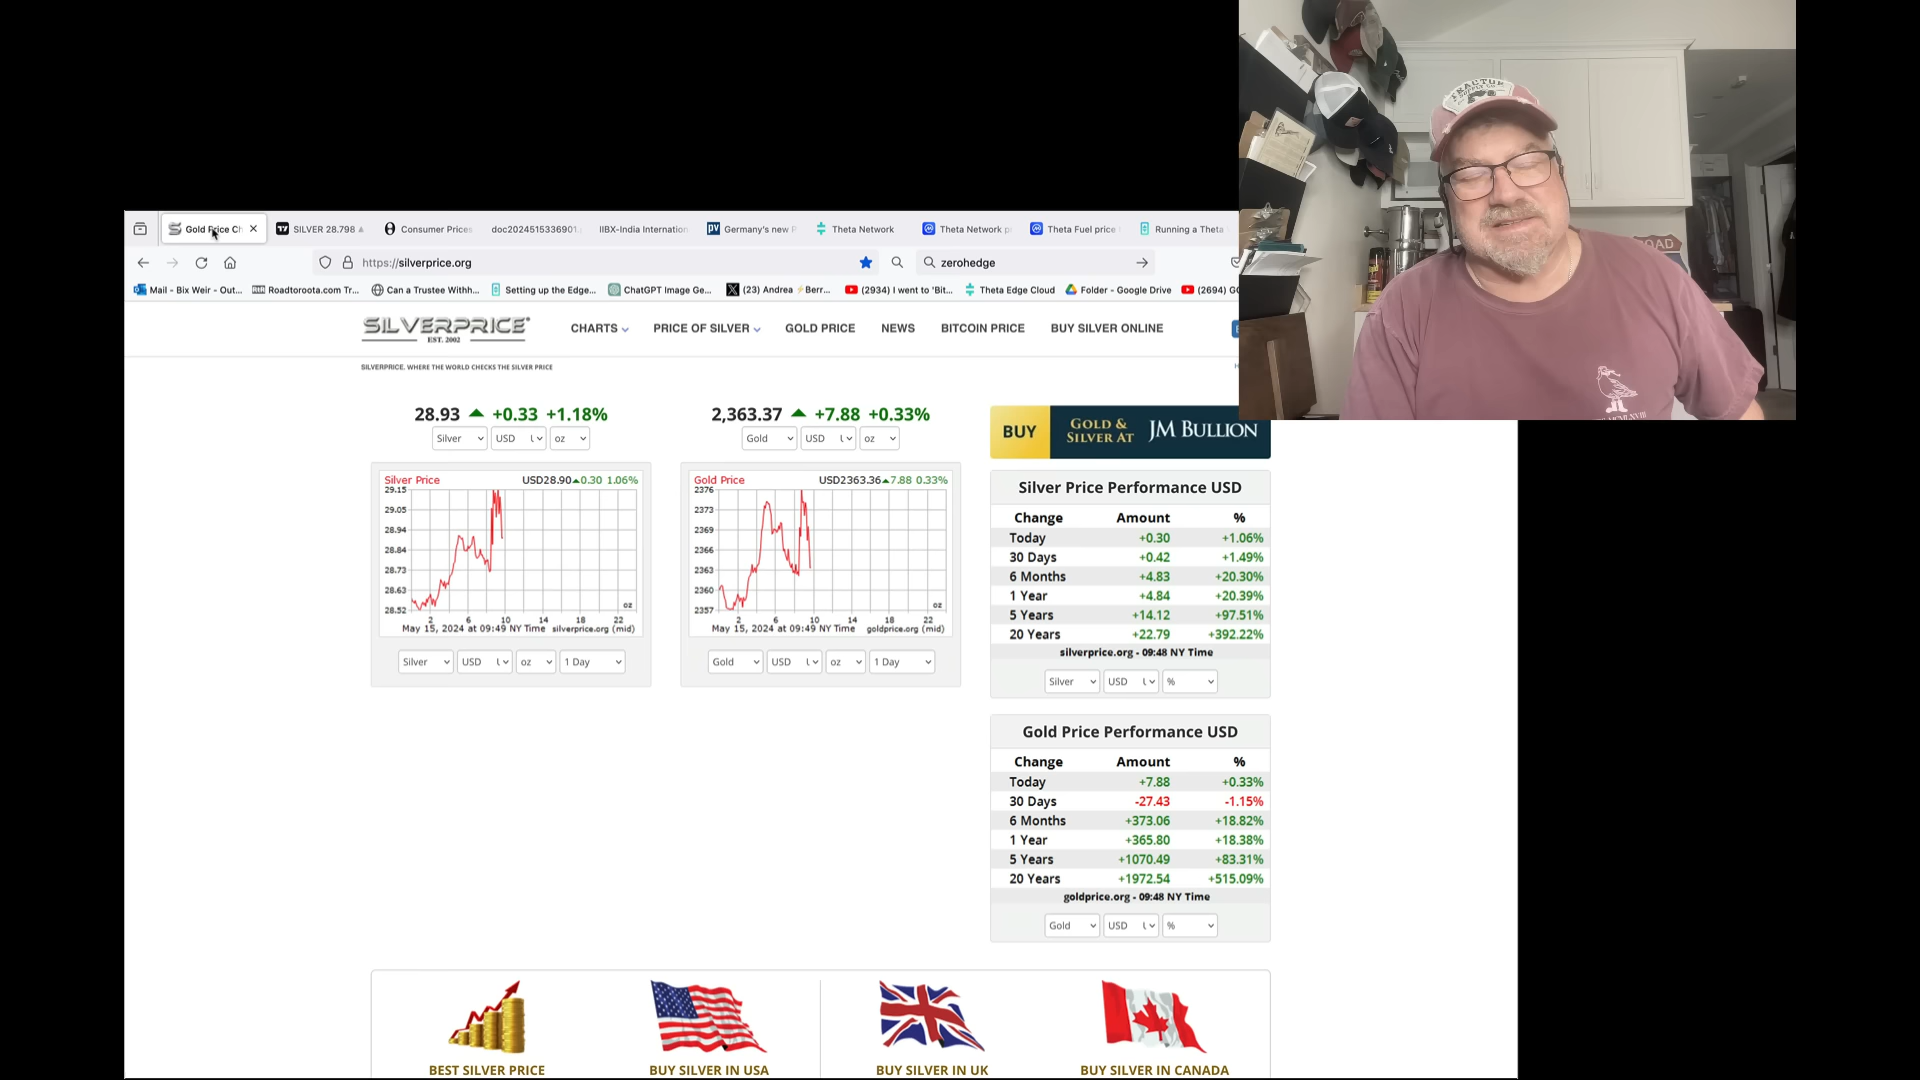 TRACTOR
SUPPLY CO
ROAD
Gold Price Ch
SILVER 28.798
Consumer Prices
doc2024515336901.
IIBX-India Internation
Germany's new P
Theta Network
Theta Network p
Theta Fuel price
Running a Theta
https://silverprice.org
zerohedge
Mail - Bix Weir - Out...
Roadtoroota.com Tr...
Can a Trustee Withh...
Setting up the Edge...
ChatGPT Image Ge...
(23) Andrea ⚡Berr...
(2934) I went to 'Bit...
Theta Edge Cloud
Folder - Google Drive
(2694) GO
SILVERPRICE
EST. 2002
CHARTS
PRICE OF SILVER
GOLD PRICE
NEWS
BITCOIN PRICE
BUY SILVER ONLINE
SILVERPRICE. WHERE THE WORLD CHECKS THE SILVER PRICE
28.93 ▲ +0.33 +1.18%
Silver USD oz
2,363.37 ▲ +7.88 +0.33%
Gold USD oz
BUY GOLD & SILVER AT JM BULLION
Silver Price USD28.90▲0.30 1.06%
29.15
29.05
28.94
28.84
28.73
28.63
28.52
oz
2 6 10 14 18 22
May 15, 2024 at 09:49 NY Time silverprice.org (mid)
Silver USD oz 1 Day
Gold Price USD2363.36▲7.88 0.33%
2376
2373
2369
2366
2363
2360
2357
oz
2 6 10 14 18 22
May 15, 2024 at 09:49 NY Time goldprice.org (mid)
Gold USD oz 1 Day
Silver Price Performance USD
Change Amount %
Today +0.30 +1.06%
30 Days +0.42 +1.49%
6 Months +4.83 +20.30%
1 Year +4.84 +20.39%
5 Years +14.12 +97.51%
20 Years +22.79 +392.22%
silverprice.org - 09:48 NY Time
Silver USD %
Gold Price Performance USD
Change Amount %
Today +7.88 +0.33%
30 Days -27.43 -1.15%
6 Months +373.06 +18.82%
1 Year +365.80 +18.38%
5 Years +1070.49 +83.31%
20 Years +1972.54 +515.09%
goldprice.org - 09:48 NY Time
Gold USD %
BEST SILVER PRICE
BUY SILVER IN USA
BUY SILVER IN UK
BUY SILVER IN CANADA